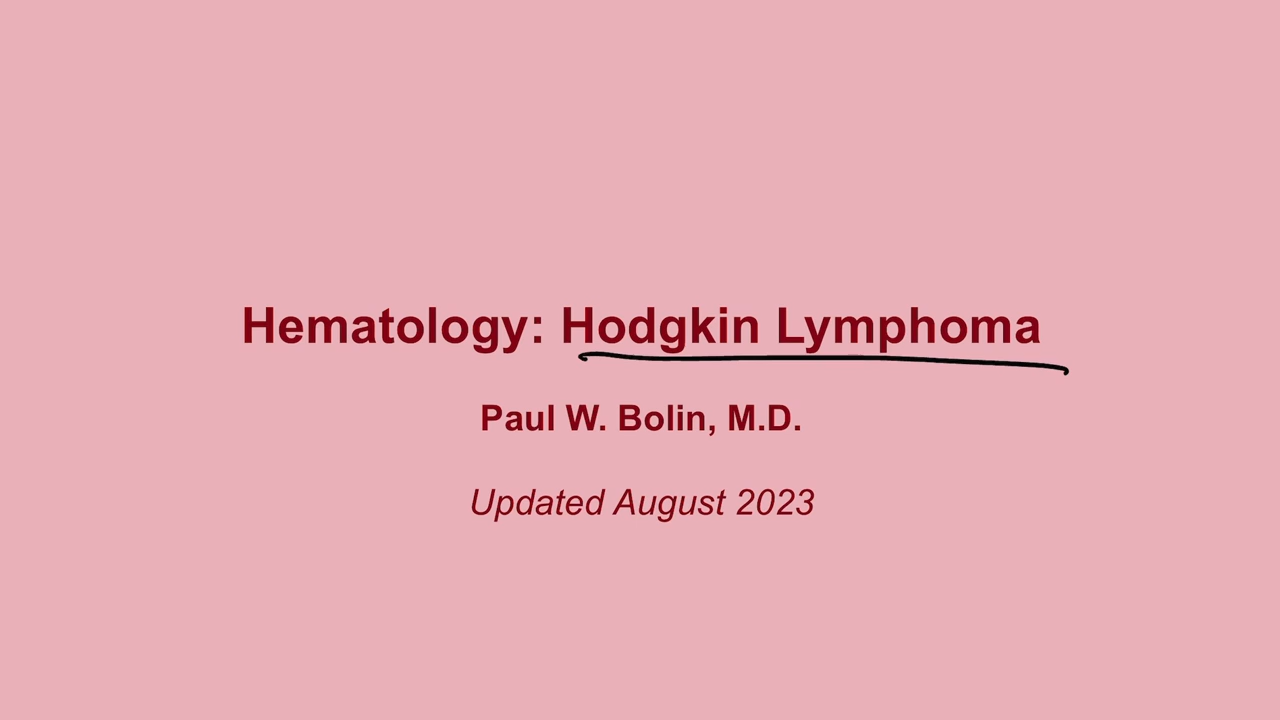 Hematology: Hodgkin Lymphoma
Paul W. Bolin, M.D.
Updated August 2023